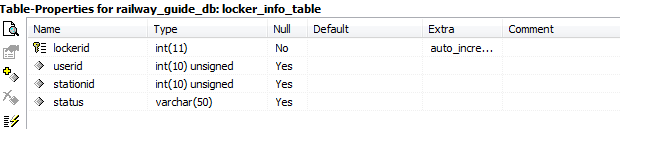 Table-Properties for railway_guide_db: locker_info_table
Name Type Null Default Extra Comment
lockerid int(11) No auto_incre...
userid int(10) unsigned Yes
stationid int(10) unsigned Yes
status varchar(50) Yes